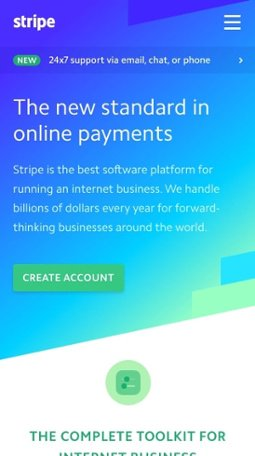 stripe
NEW 24x7 support via email, chat, or phone
The new standard in
online payments
Stripe is the best software platform for
running an internet business. We handle
billions of dollars every year for forward-
thinking businesses around the world.
CREATE ACCOUNT
THE COMPLETE TOOLKIT FOR
INTERNET BUSINESS